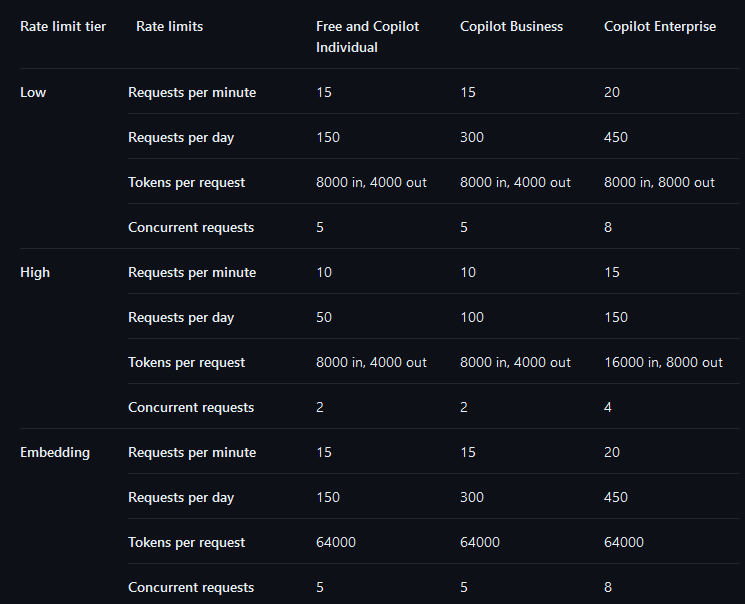 Rate limit tier Rate limits Free and Copilot Individual Copilot Business Copilot Enterprise
Low Requests per minute 15 15 20
Requests per day 150 300 450
Tokens per request 8000 in, 4000 out 8000 in, 4000 out 8000 in, 8000 out
Concurrent requests 5 5 8
High Requests per minute 10 10 15
Requests per day 50 100 150
Tokens per request 8000 in, 4000 out 8000 in, 4000 out 16000 in, 8000 out
Concurrent requests 2 2 4
Embedding Requests per minute 15 15 20
Requests per day 150 300 450
Tokens per request 64000 64000 64000
Concurrent requests 5 5 8